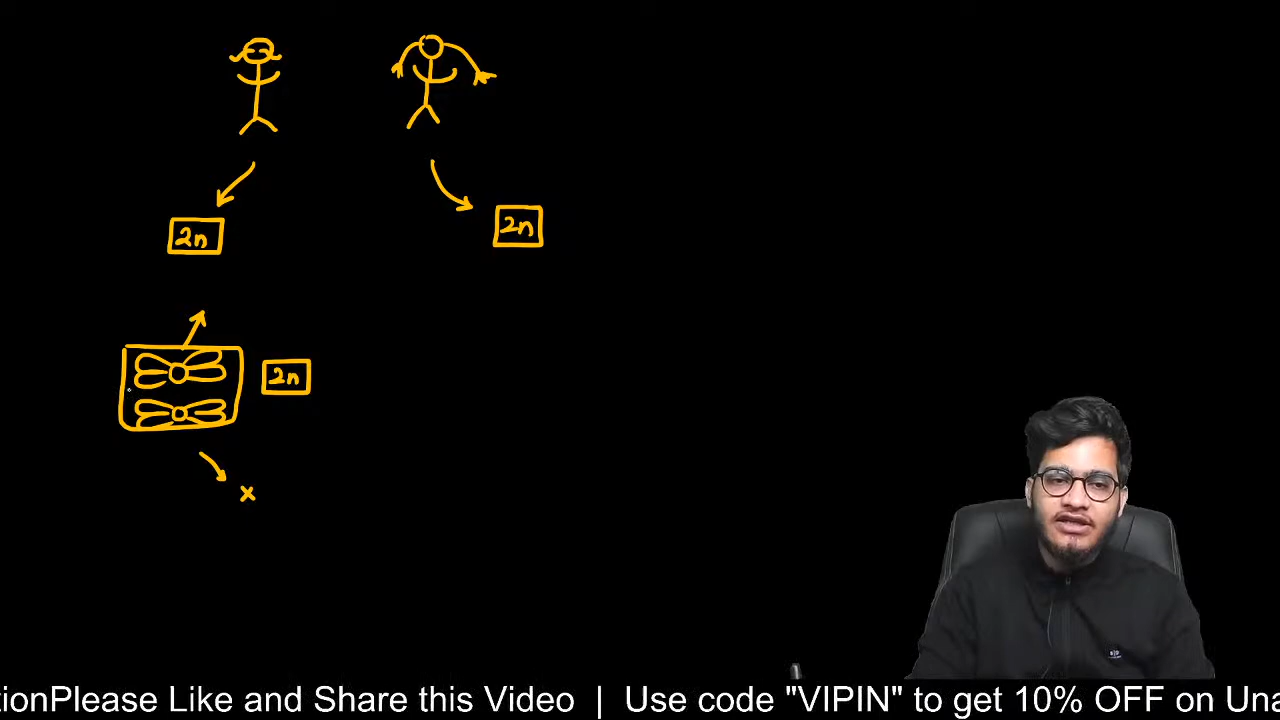 2n
2n
2n
x
tionPlease Like and Share this Video | Use code "VIPIN" to get 10% OFF on Una